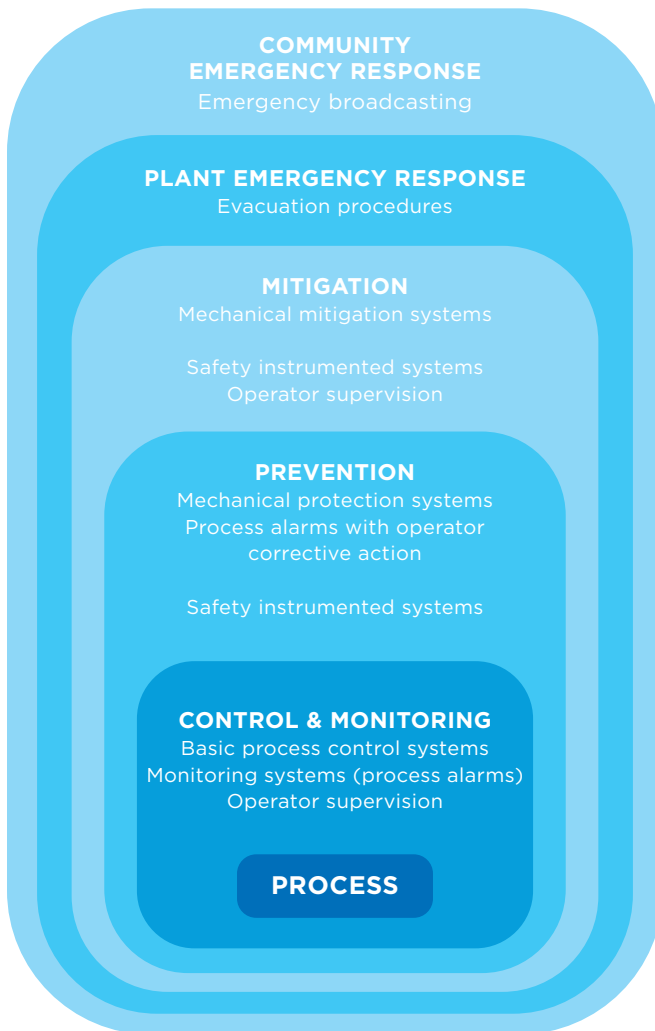 COMMUNITY
EMERGENCY RESPONSE
Emergency broadcasting
PLANT EMERGENCY RESPONSE
Evacuation procedures
MITIGATION
Mechanical mitigation systems
Safety instrumented systems
Operator supervision
PREVENTION
Mechanical protection systems
Process alarms with operator
corrective action
Safety instrumented systems
CONTROL & MONITORING
Basic process control systems
Monitoring systems (process alarms)
Operator supervision
PROCESS